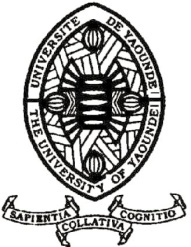 UNIVERSITE DE YAOUNDE I
THE UNIVERSITY OF YAOUNDE I
SAPIENTIA
COLLATIVA
COGNITIO